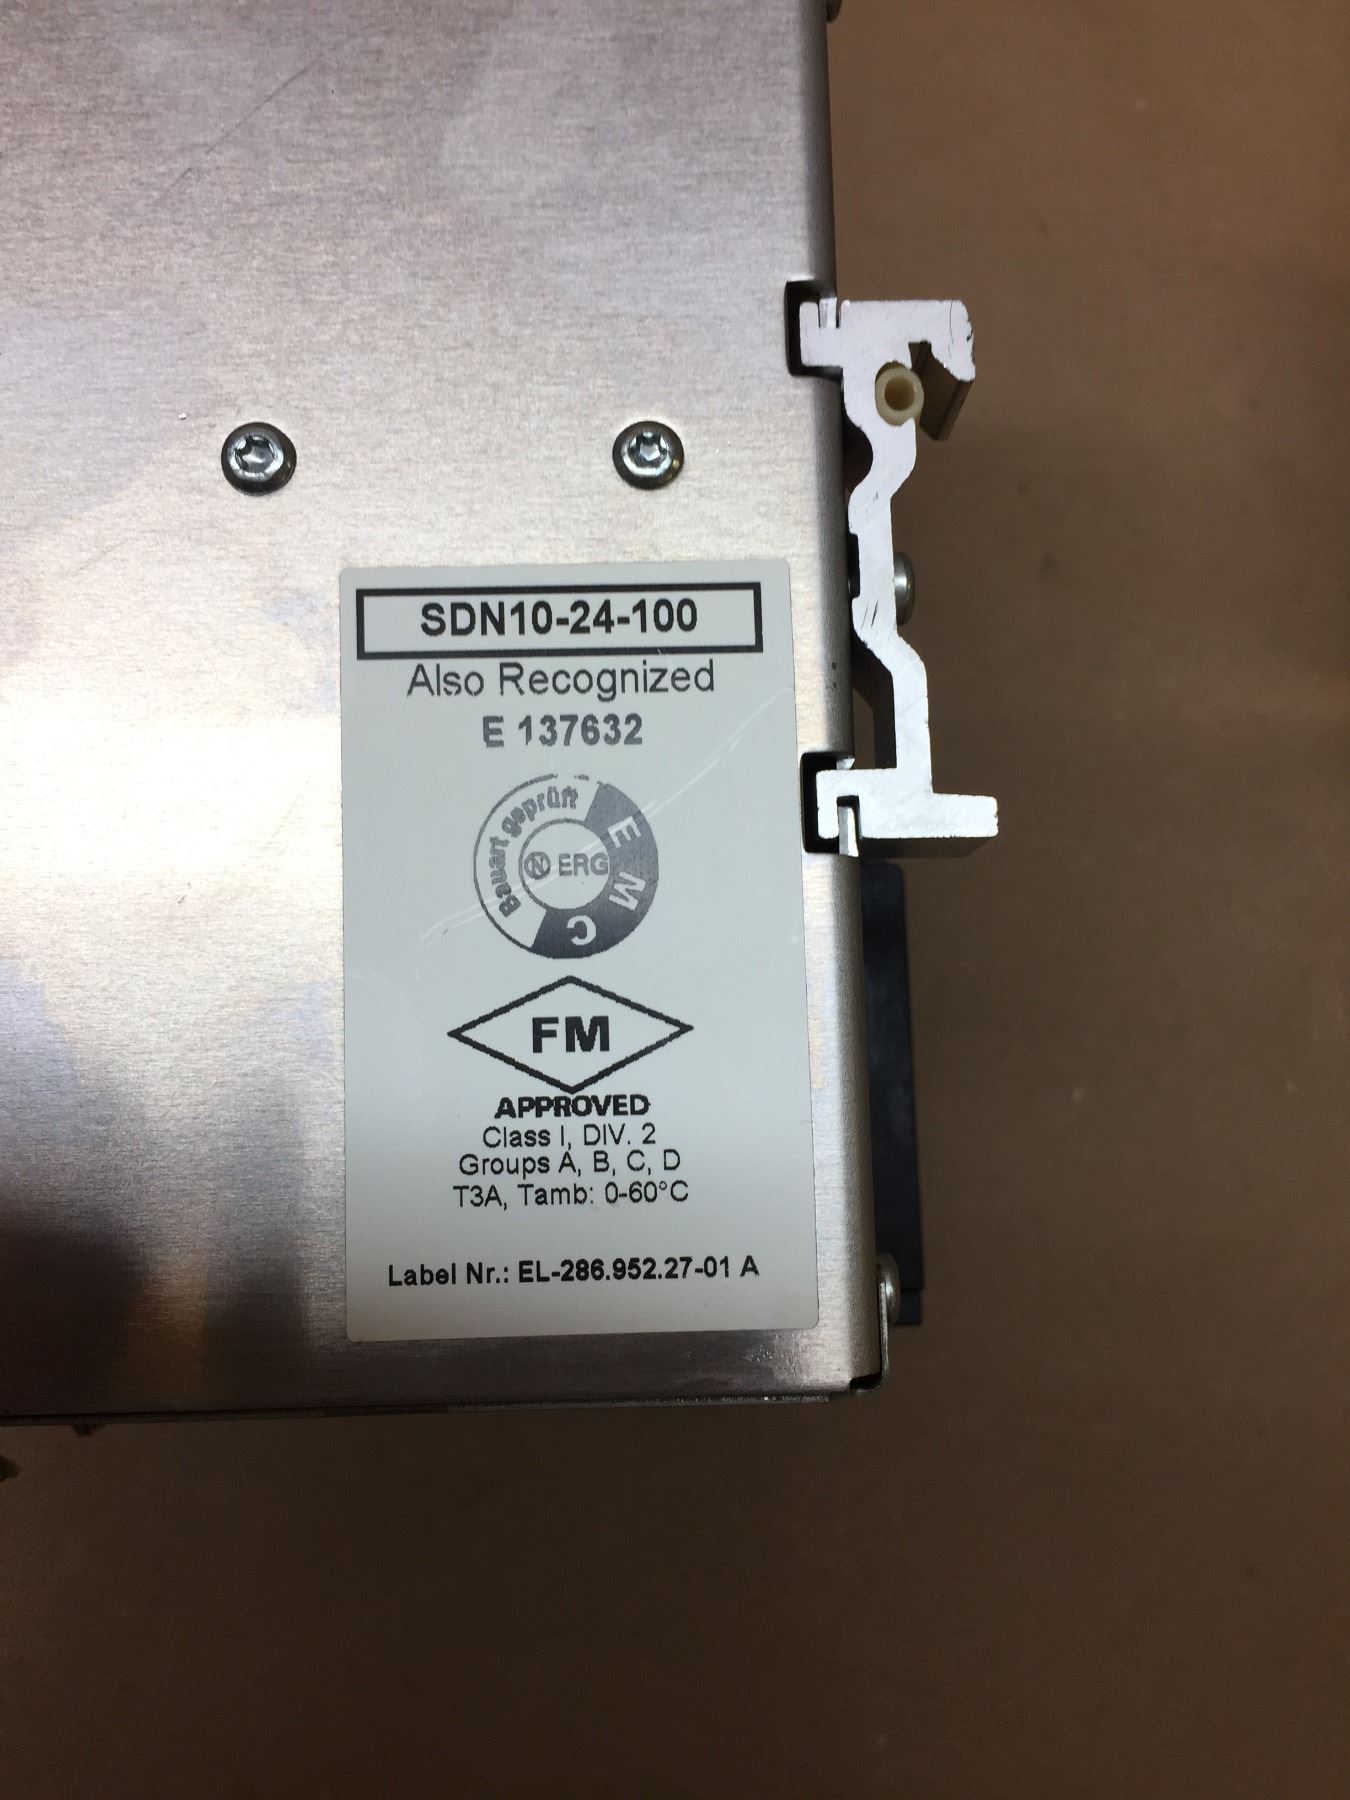 SDN10-24-100
Also Recognized
E 137632
Bauart geprüft
EMC
N ERG
FM
APPROVED
Class I, DIV. 2
Groups A, B, C, D
T3A, Tamb: 0-60°C
Label Nr.: EL-286.952.27-01 A